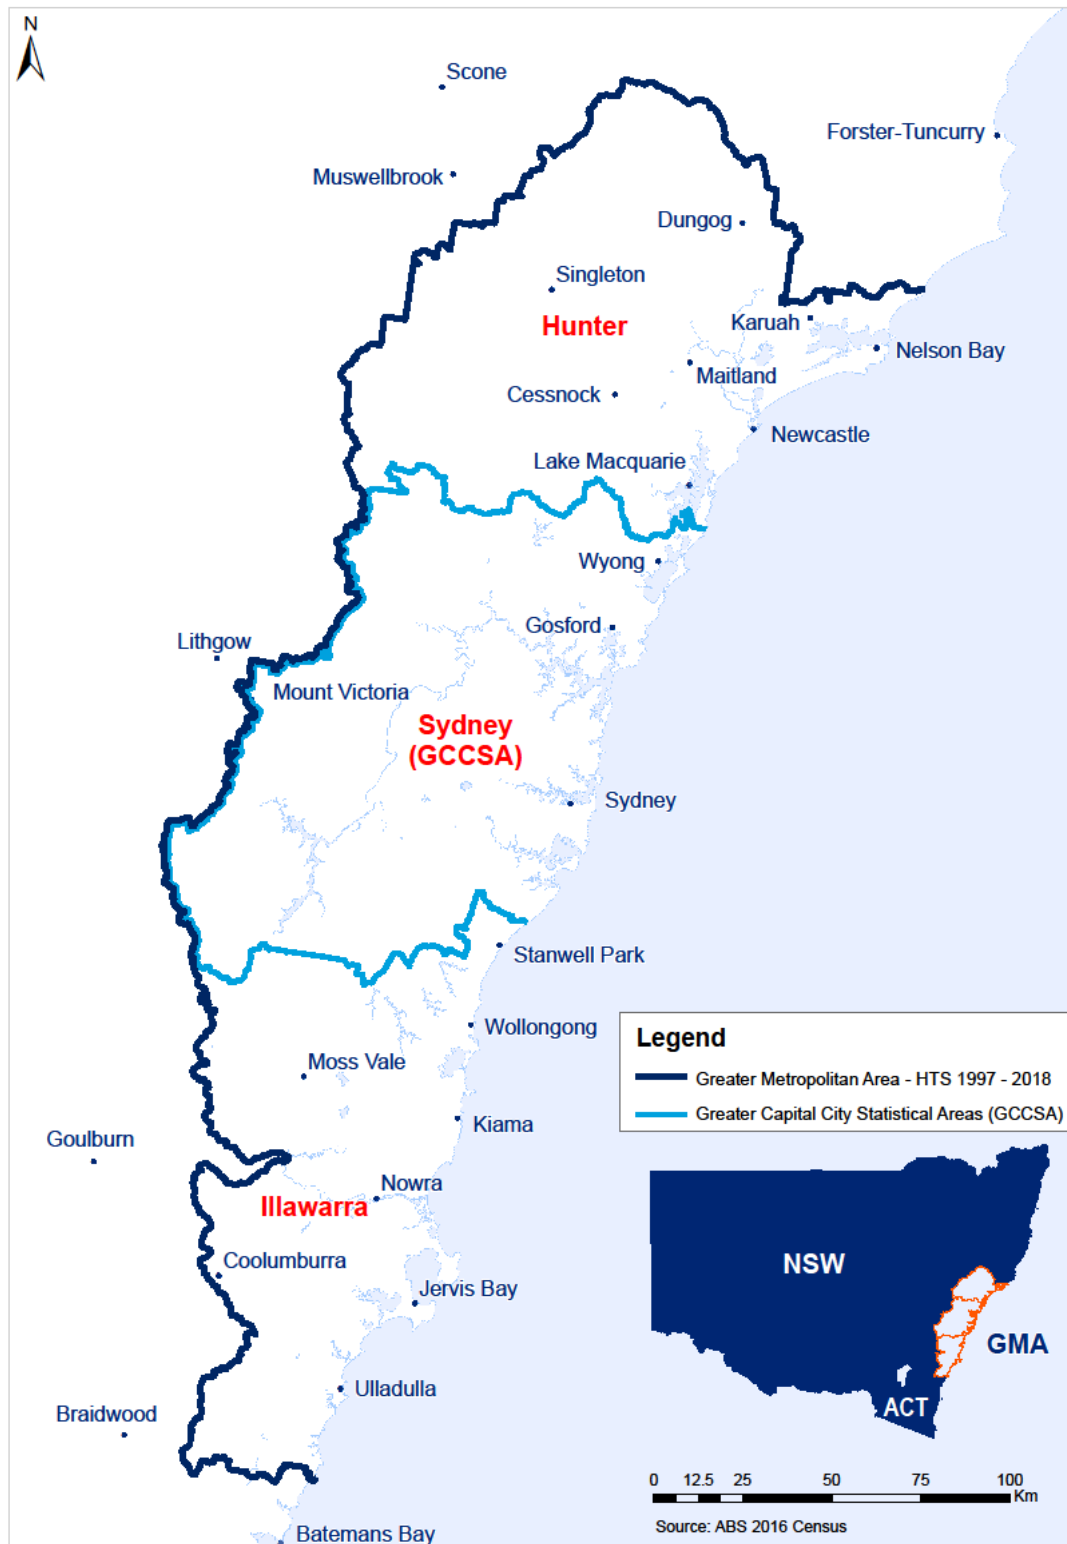 N
Scone
Forster-Tuncurry
Muswellbrook
Dungog
Singleton
Hunter
Karuah
Nelson Bay
Maitland
Cessnock
Newcastle
Lake Macquarie
Wyong
Gosford
Lithgow
Mount Victoria
Sydney
(GCCSA)
Sydney
Stanwell Park
Wollongong
Moss Vale
Kiama
Goulburn
Nowra
Illawarra
Coolumburra
Jervis Bay
Ulladulla
Braidwood
Batemans Bay
Legend
Greater Metropolitan Area - HTS 1997 - 2018
Greater Capital City Statistical Areas (GCCSA)
NSW
GMA
ACT
0 12.5 25 50 75 100
Km
Source: ABS 2016 Census